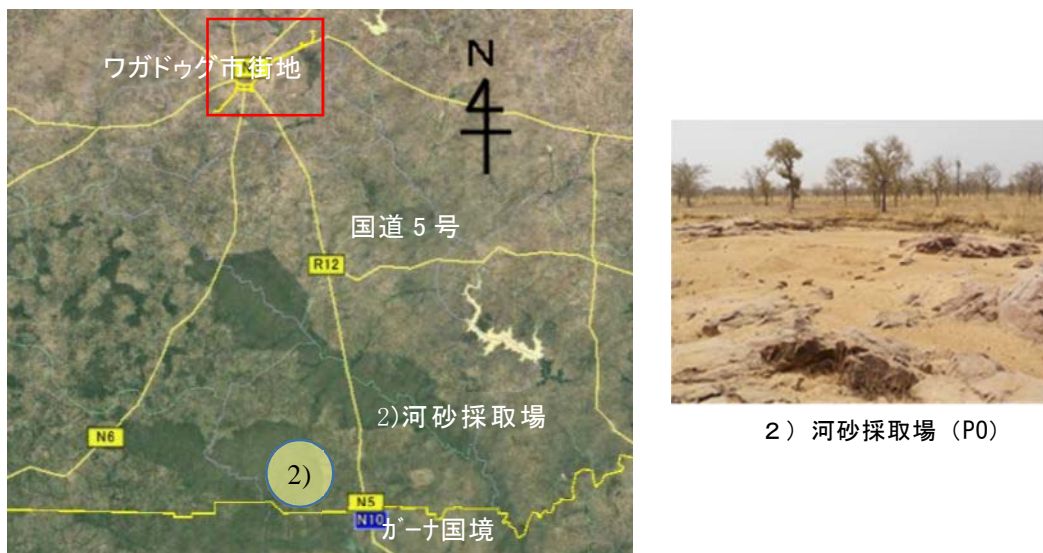 ワガドゥグ市街地
N
国道 5 号
R12
2)河砂採取場
N6
2)
N5
N10
ガーナ国境
2） 河砂採取場 (PO)